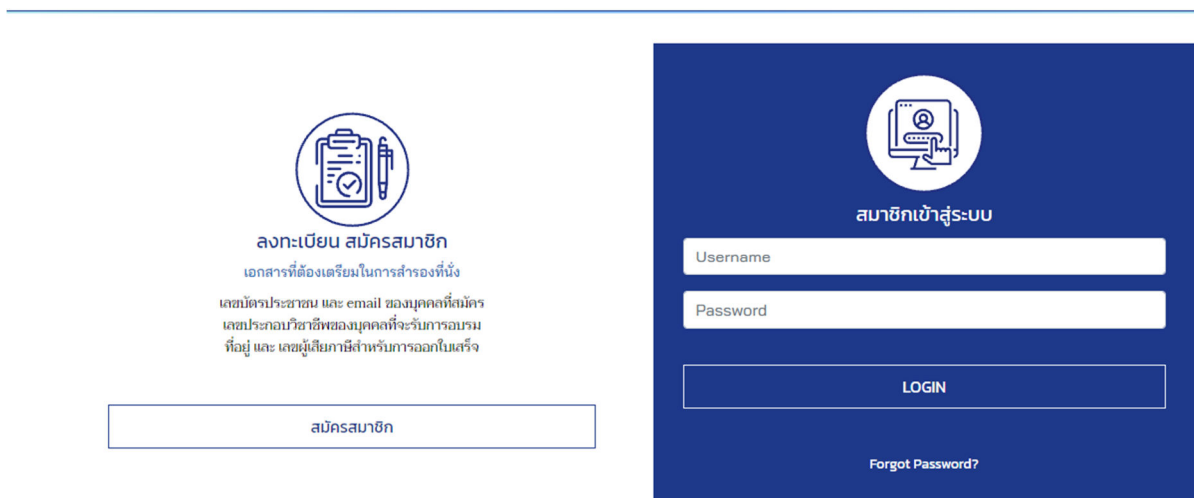 ลงทะเบียน สมัครสมาชิก
เอกสารที่ต้องเตรียมในการสำรองที่นั่ง
เลขบัตรประชาชน และ email ของบุคคลที่สมัคร
เลขประกอบวิชาชีพของบุคคลที่จะรับการอบรม
ที่อยู่ และ เลขผู้เสียภาษีสำหรับการออกใบเสร็จ
สมัครสมาชิก
สมาชิกเข้าสู่ระบบ
Username
Password
LOGIN
Forgot Password?